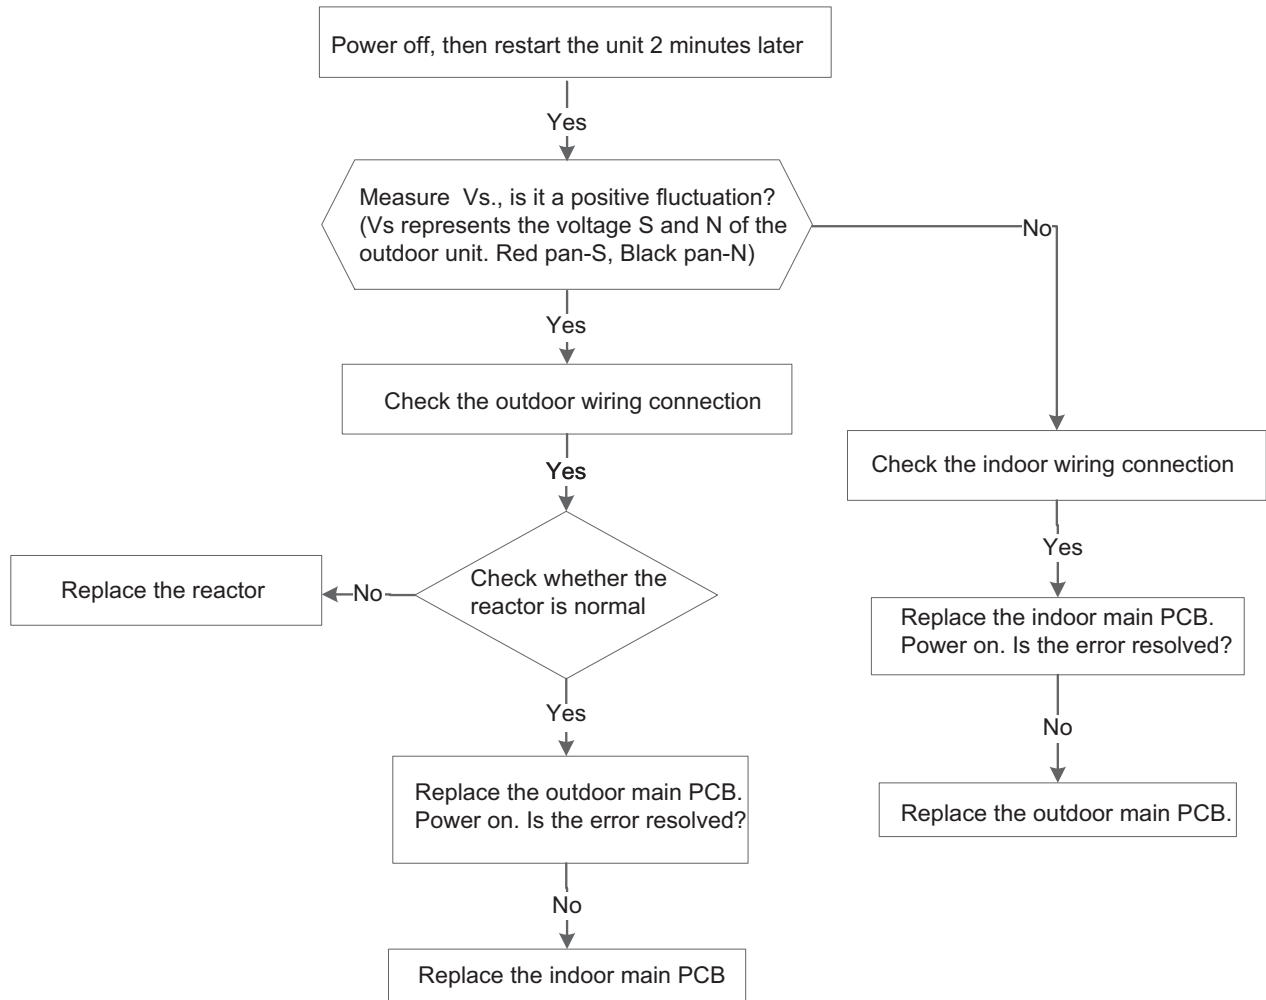 Power off, then restart the unit 2 minutes later
Yes
Measure Vs., is it a positive fluctuation?
(Vs represents the voltage S and N of the
outdoor unit. Red pan-S, Black pan-N)
No
Yes
Check the outdoor wiring connection
Check the indoor wiring connection
Yes
Yes
Check whether the
reactor is normal
No
Replace the reactor
Replace the indoor main PCB.
Power on. Is the error resolved?
Yes
No
Replace the outdoor main PCB.
Power on. Is the error resolved?
Replace the outdoor main PCB.
No
Replace the indoor main PCB